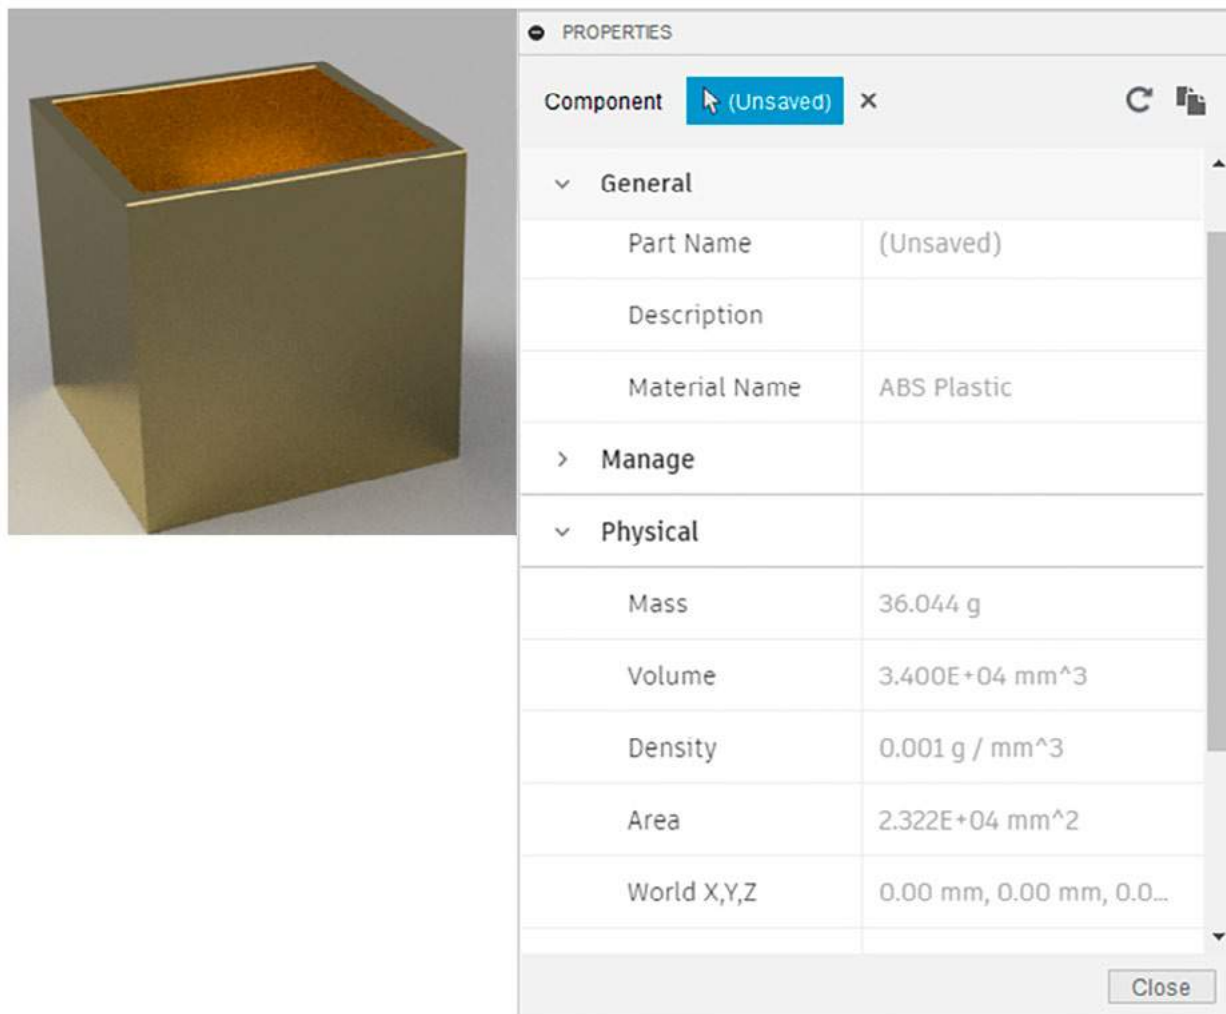 PROPERTIES
Component (Unsaved)
General
Part Name (Unsaved)
Description
Material Name ABS Plastic
Manage
Physical
Mass 36.044 g
Volume 3.400E+04 mm^3
Density 0.001 g / mm^3
Area 2.322E+04 mm^2
World X,Y,Z 0.00 mm, 0.00 mm, 0.0...
Close